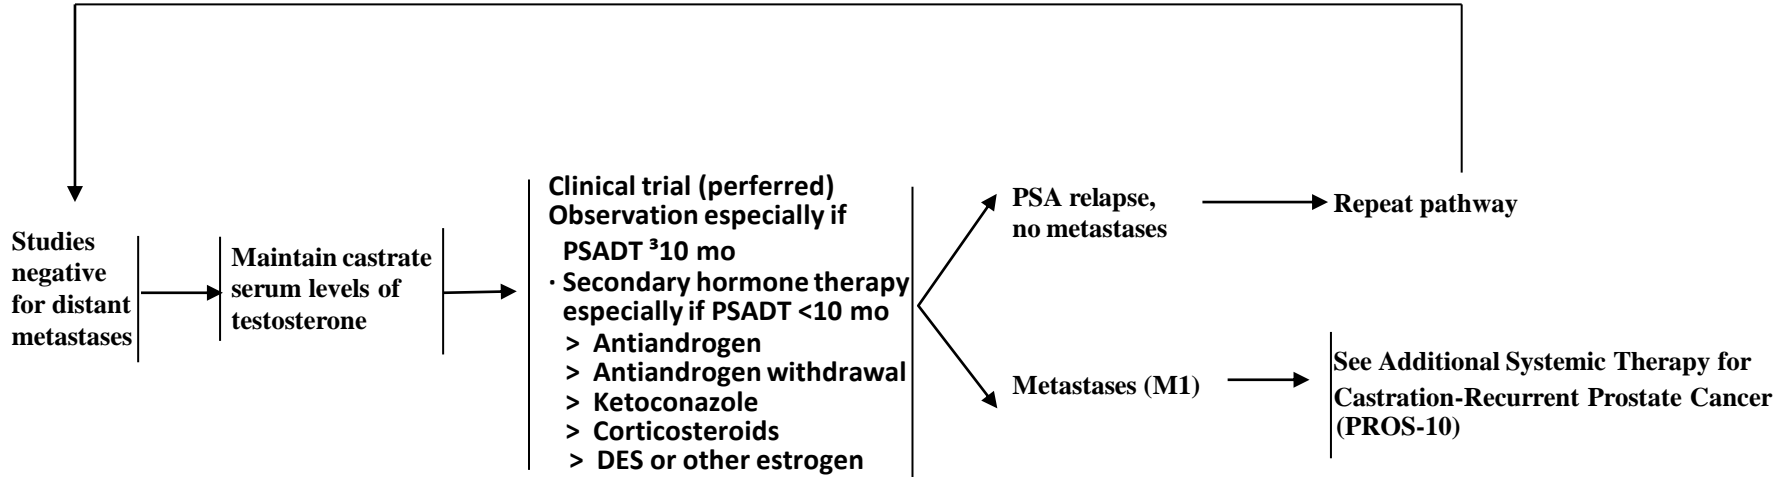 Studies
negative
for distant
metastases
Maintain castrate
serum levels of
testosterone
Clinical trial (perferred)
Observation especially if
PSADT ³10 mo
· Secondary hormone therapy
especially if PSADT <10 mo
> Antiandrogen
> Antiandrogen withdrawal
> Ketoconazole
> Corticosteroids
> DES or other estrogen
PSA relapse,
no metastases
Repeat pathway
Metastases (M1)
See Additional Systemic Therapy for
Castration-Recurrent Prostate Cancer
(PROS-10)